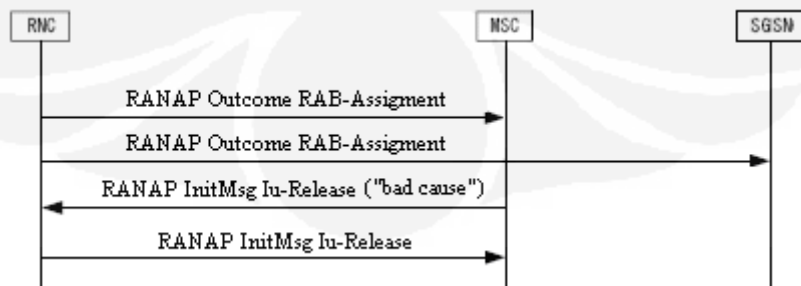 RNC MSC SGSN
RANAP Outcome RAB-Assigment
RANAP Outcome RAB-Assigment
RANAP InitMsg Iu-Release ("bad cause")
RANAP InitMsg Iu-Release